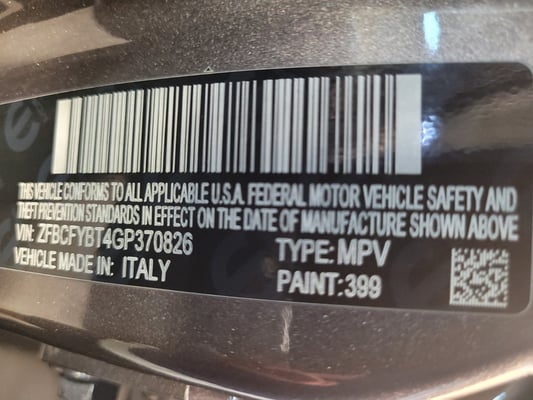 THIS VEHICLE CONFORMS TO ALL APPLICABLE U.S.A. FEDERAL MOTOR VEHICLE SAFETY AND
THEFT PREVENTION STANDARDS IN EFFECT ON THE DATE OF MANUFACTURE SHOWN ABOVE
VIN: ZFBCFYBT4GP370826 TYPE: MPV
VEHICLE MADE IN: ITALY PAINT: 399